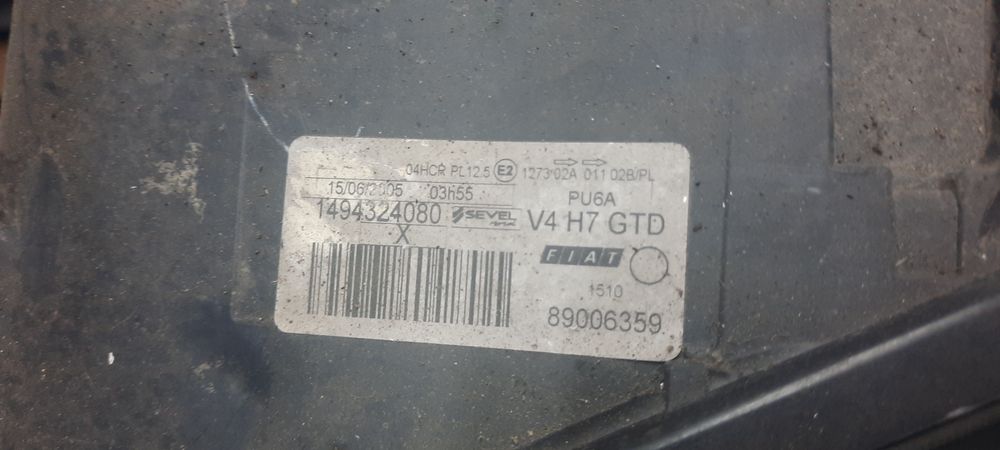 04HCR PL12.5 E2 1273 02A 011 02B/PL
15/06/2005 03h55 PU6A
1494324080 SEVEL V4 H7 GTD
X
FIAT
1510
89006359